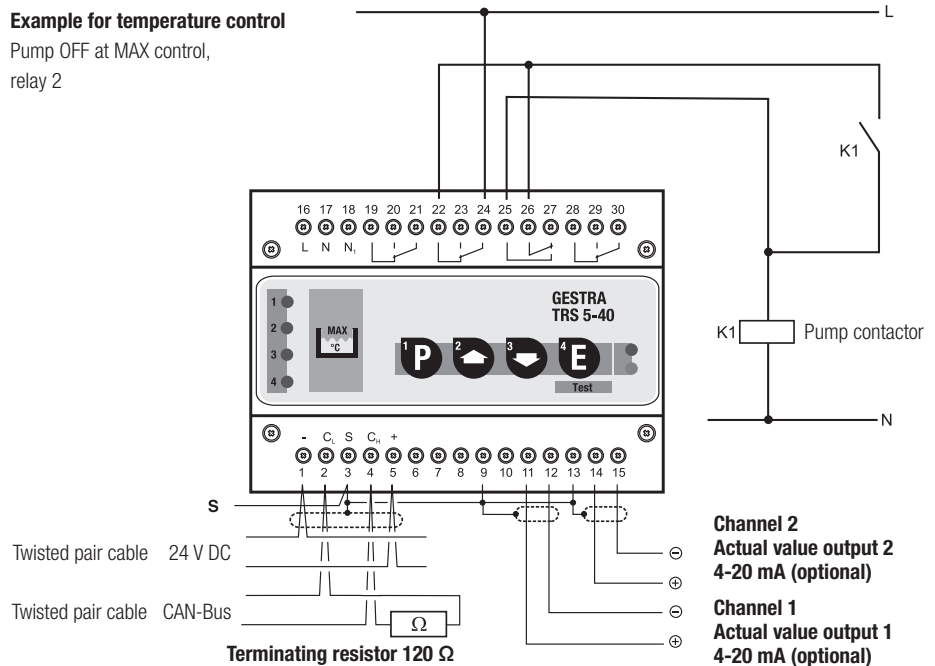 Example for temperature control
Pump OFF at MAX control,
relay 2
L
K1
16 17 18 19 20 21 22 23 24 25 26 27 28 29 30
L N N1
GESTRA
TRS 5-40
1
2
3
4
MAX
°C
1 P 2 3 4 E
Test
K1 Pump contactor
N
- CL S CH +
1 2 3 4 5 6 7 8 9 10 11 12 13 14 15
S
Twisted pair cable 24 V DC
Twisted pair cable CAN-Bus
Ω
Terminating resistor 120 Ω
⊖
⊕
⊖
⊕
Channel 2
Actual value output 2
4-20 mA (optional)
Channel 1
Actual value output 1
4-20 mA (optional)